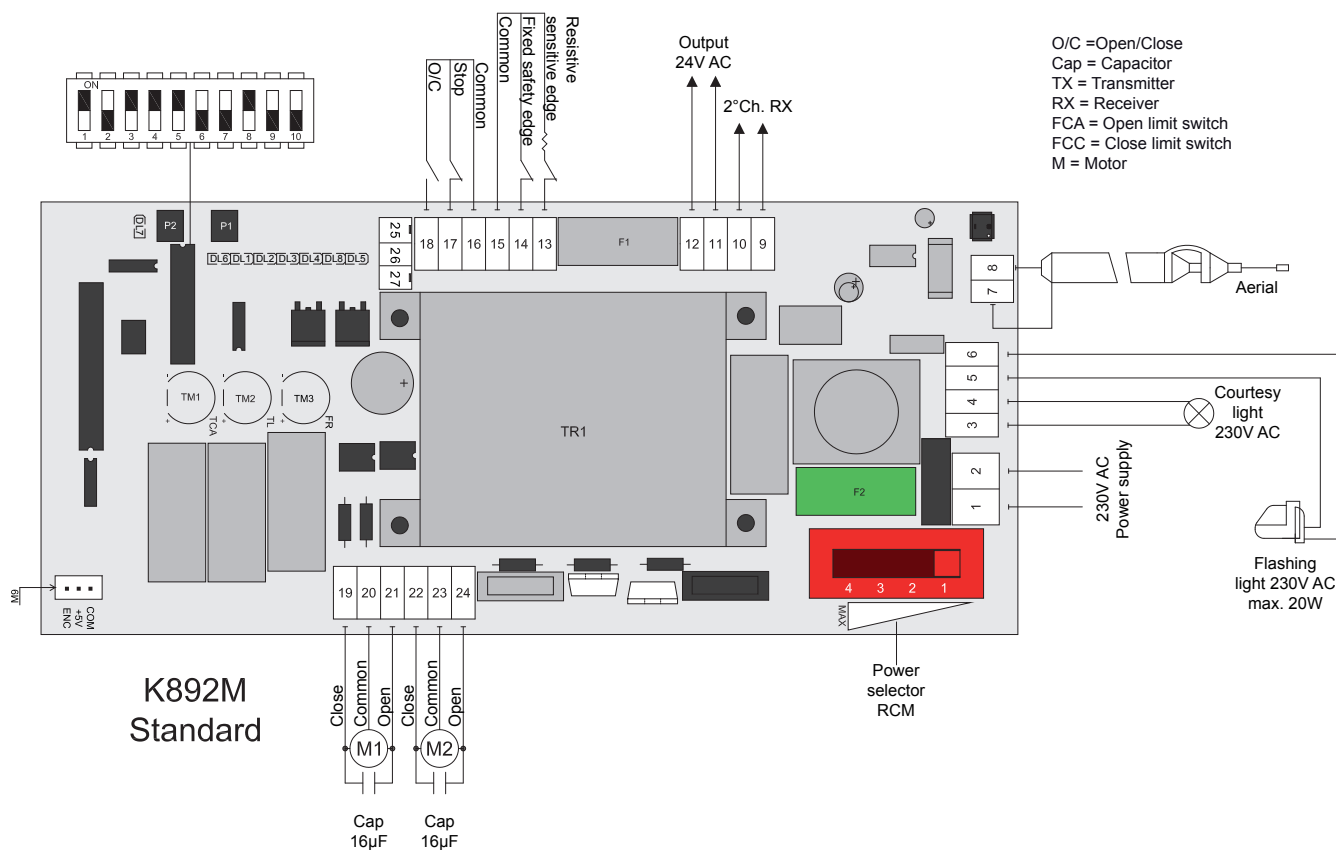 Resistive
sensitive edge
Fixed safety edge
Common
Common
Stop
O/C
Output
24V AC
2°Ch. RX
O/C =Open/Close
Cap = Capacitor
TX = Transmitter
RX = Receiver
FCA = Open limit switch
FCC = Close limit switch
M = Motor
ON
1 2 3 4 5 6 7 8 9 10
DL7
P2
P1
DL6 DL1 DL2 DL3 DL4 DL8 DL5
25
26
27
18 17 16 15 14 13
F1
12 11 10 9
8
7
Aerial
6
5
4
3
Courtesy
light
230V AC
2
1
230V AC
Power supply
TM1
TCA
TM2
TL
TM3
FR
TR1
F2
4 3 2 1
MAX
Power
selector
RCM
Flashing
light 230V AC
max. 20W
M9
COM
+5V
ENC
19 20 21 22 23 24
K892M
Standard
Close
Common
Open
Close
Common
Open
M1
M2
Cap
16µF
Cap
16µF